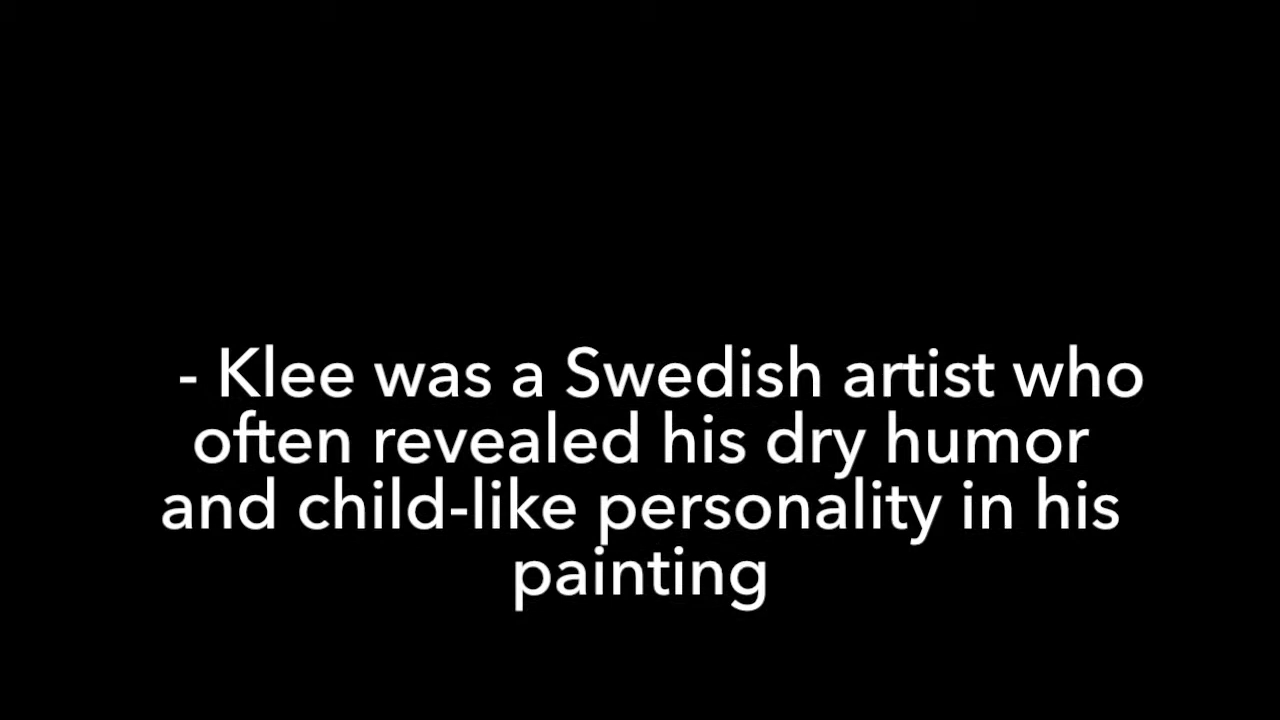 - Klee was a Swedish artist who
often revealed his dry humor
and child-like personality in his
painting